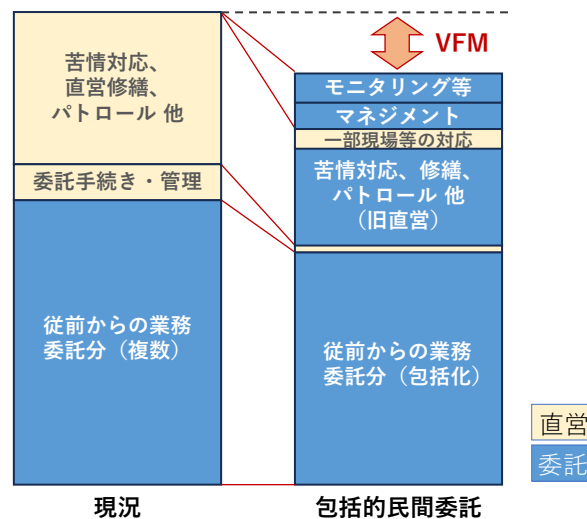 VFM
苦情対応、
直営修繕、
パトロール 他
委託手続き・管理
従前からの業務
委託分（複数）
現況
モニタリング等
マネジメント
一部現場等の対応
苦情対応、修繕、
パトロール 他
（旧直営）
従前からの業務
委託分（包括化）
包括的民間委託
直営
委託